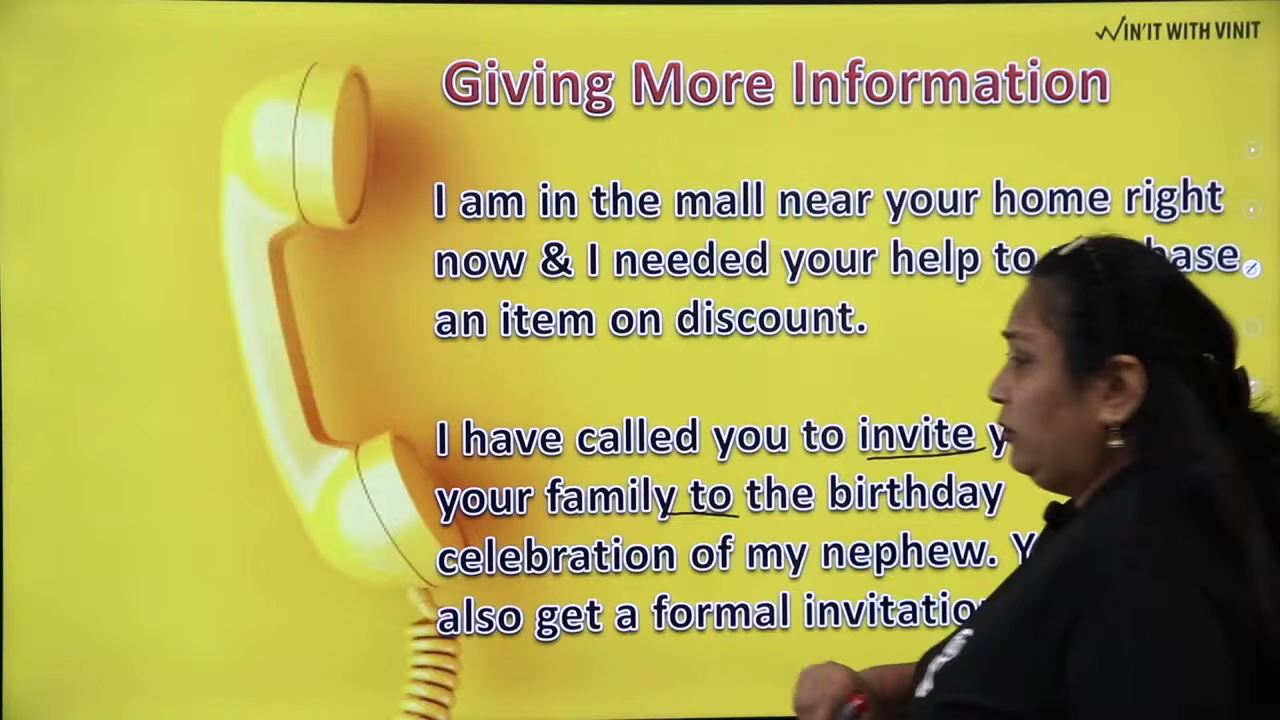 WIN'IT WITH VINIT
Giving More Information
I am in the mall near your home right
now & I needed your help to
an item on discount.
I have called you to invite
your family to the birthday
celebration of my nephew.
also get a formal